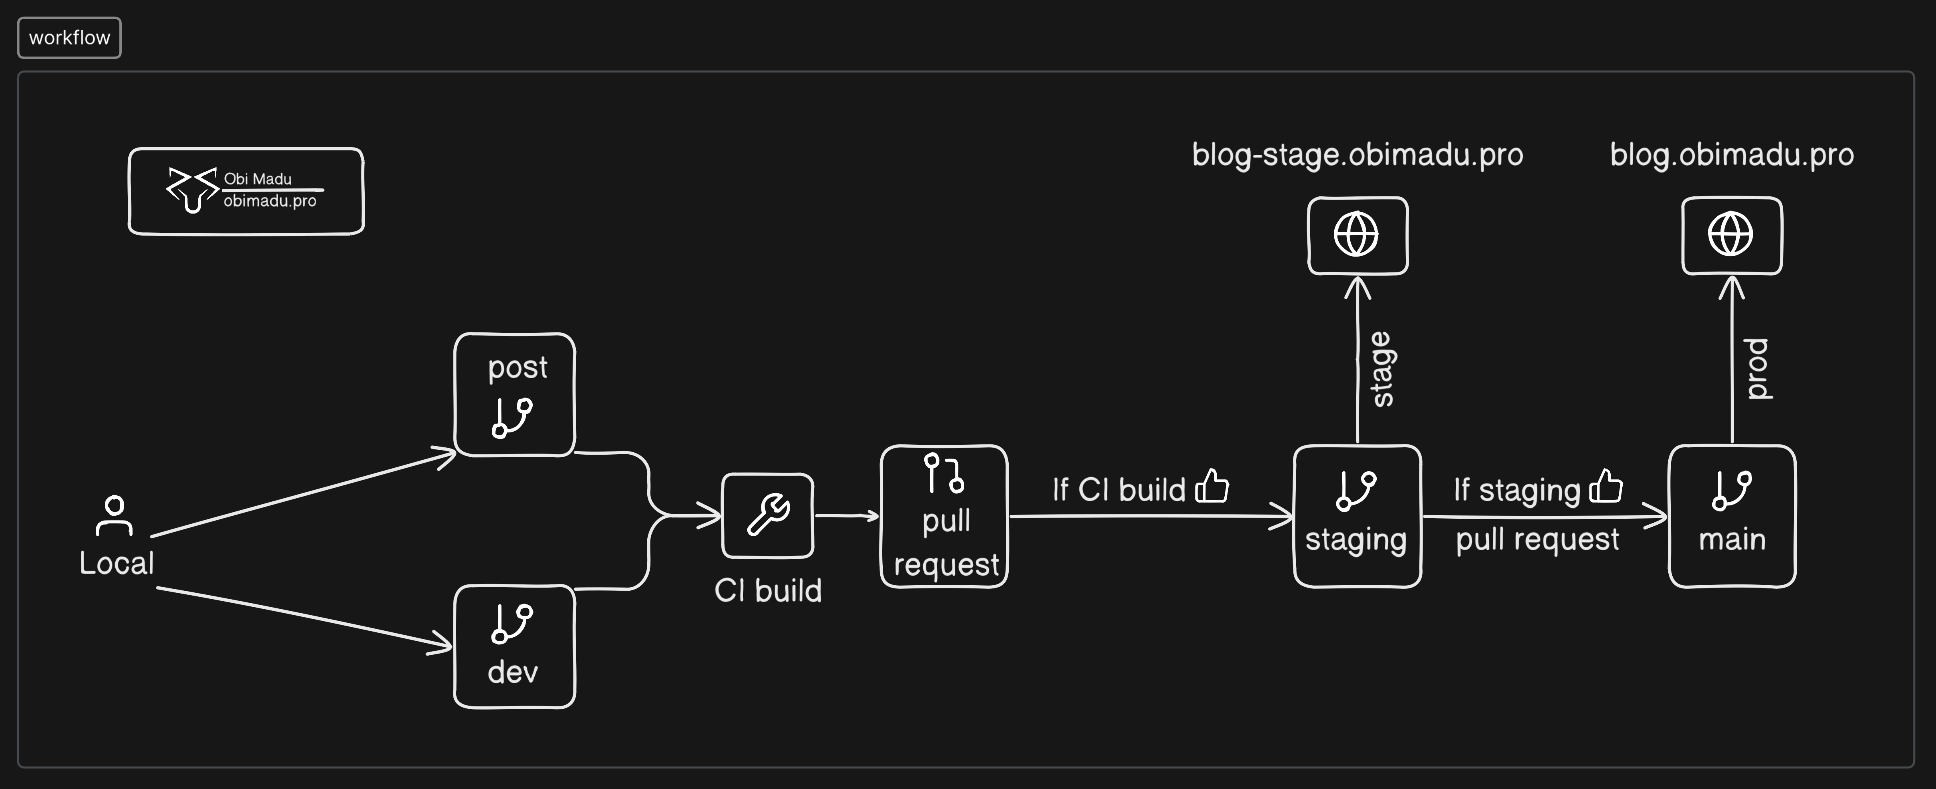 workflow
Obi Madu
obimadu.pro
blog-stage.obimadu.pro
blog.obimadu.pro
stage
prod
post
Local
dev
CI build
pull
request
If CI build
staging
If staging
pull request
main